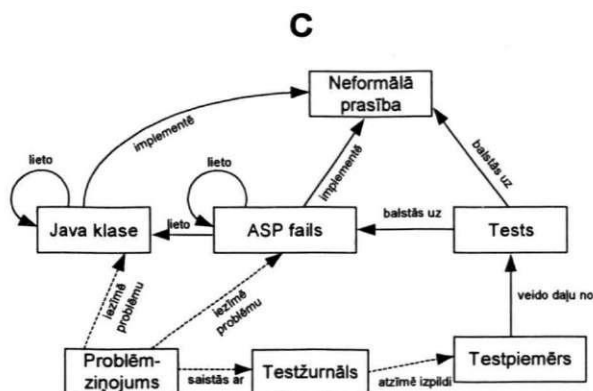 C
Neformālā
prasība
implementē
implementē
balstās uz
lieto
lieto
Java klase
lieto
ASP fails
balstās uz
Tests
iezīmē
problēmu
iezīmē
problēmu
veido daļu no
Problēm-
ziņojums
saistās ar
Testžurnāls
atzīmē izpildi
Testpiemērs